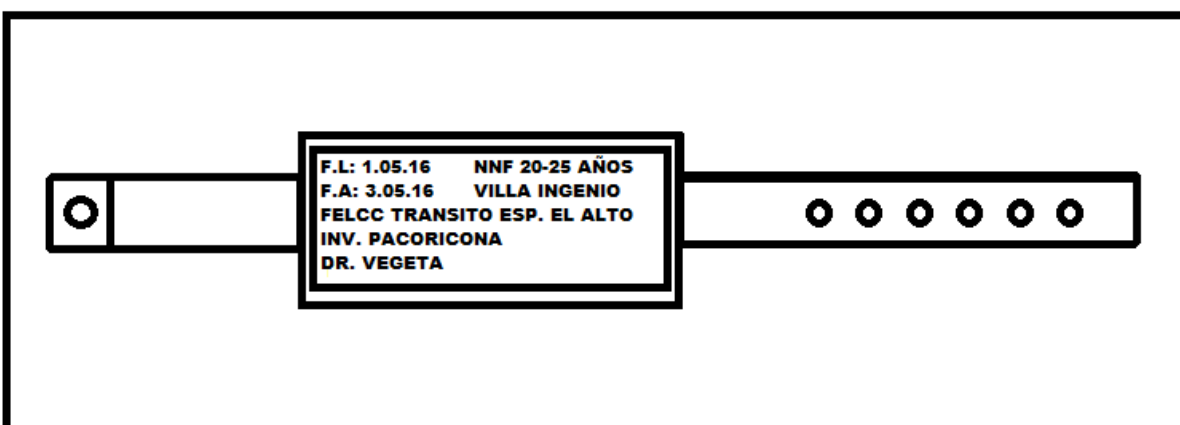 F.L: 1.05.16 NNF 20-25 AÑOS
F.A: 3.05.16 VILLA INGENIO
FELCC TRANSITO ESP. EL ALTO
INV. PACORICONA
DR. VEGETA